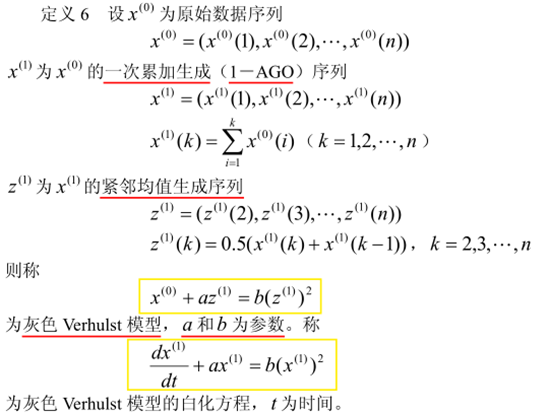 定义 6 设 x^{(0)} 为原始数据序列
x^{(0)} = (x^{(0)}(1), x^{(0)}(2), ⋯, x^{(0)}(n))
x^{(1)} 为 x^{(0)} 的一次累加生成（1－AGO）序列
x^{(1)} = (x^{(1)}(1), x^{(1)}(2), ⋯, x^{(1)}(n))
x^{(1)}(k) = \sum_{i=1}^{k} x^{(0)}(i) （ k = 1,2,⋯,n ）
z^{(1)} 为 x^{(1)} 的紧邻均值生成序列
z^{(1)} = (z^{(1)}(2), z^{(1)}(3), ⋯, z^{(1)}(n))
z^{(1)}(k) = 0.5(x^{(1)}(k) + x^{(1)}(k−1))，k = 2,3,⋯,n
则称
x^{(0)} + az^{(1)} = b(z^{(1)})^2
为灰色 Verhulst 模型，a 和 b 为参数。称
\frac{dx^{(1)}}{dt} + ax^{(1)} = b(x^{(1)})^2
为灰色 Verhulst 模型的白化方程，t 为时间。